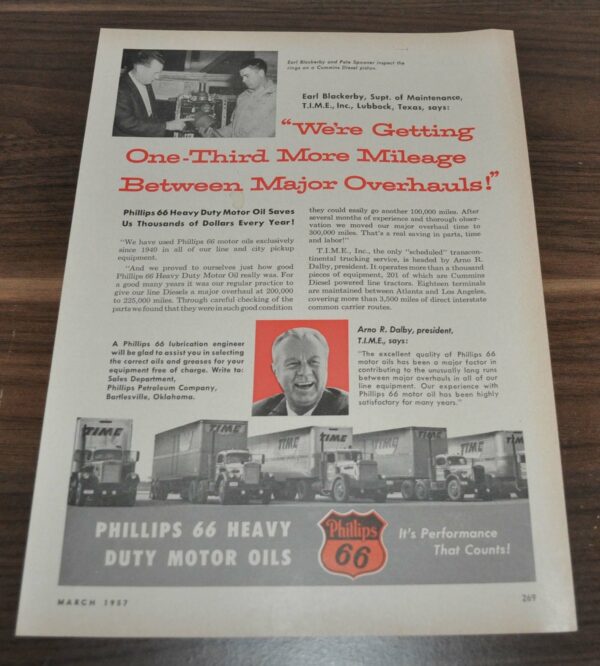 Earl Blackerby and Pete Spooner inspect the
rings on a Cummins Diesel piston.
Earl Blackerby, Supt. of Maintenance,
T.I.M.E., Inc., Lubbock, Texas, says:
"We're Getting
One-Third More Mileage
Between Major Overhauls!"
Phillips 66 Heavy Duty Motor Oil Saves
Us Thousands of Dollars Every Year!
"We have used Phillips 66 motor oils exclusively
since 1949 in all of our line and city pickup
equipment.
"And we proved to ourselves just how good
Phillips 66 Heavy Duty Motor Oil really was. For
a good many years it was our regular practice to
give our line Diesels a major overhaul at 200,000
to 225,000 miles. Through careful checking of the
parts we found that they were in such good condition
they could easily go another 100,000 miles. After
several months of experience and thorough obser-
vation we moved our major overhaul time to
300,000 miles. That's a real saving in parts, time
and labor!"
T.I.M.E., Inc., the only "scheduled" transcon-
tinental trucking service, is headed by Arno R.
Dalby, president. It operates more than a thousand
pieces of equipment, 201 of which are Cummins
Diesel powered line tractors. Eighteen terminals
are maintained between Atlanta and Los Angeles,
covering more than 3,500 miles of direct interstate
common carrier routes.
A Phillips 66 lubrication engineer
will be glad to assist you in selecting
the correct oils and greases for your
equipment free of charge. Write to:
Sales Department,
Phillips Petroleum Company,
Bartlesville, Oklahoma.
Arno R. Dalby, president,
T.I.M.E., says:
"The excellent quality of Phillips 66
motor oils has been a major factor in
contributing to the unusually long runs
between major overhauls in all of our
line equipment. Our experience with
Phillips 66 motor oil has been highly
satisfactory for many years."
TIME
TIME
TIME
TIME
TIM
PHILLIPS 66 HEAVY
DUTY MOTOR OILS
Phillips
66
It's Performance
That Counts!
MARCH 1957
269